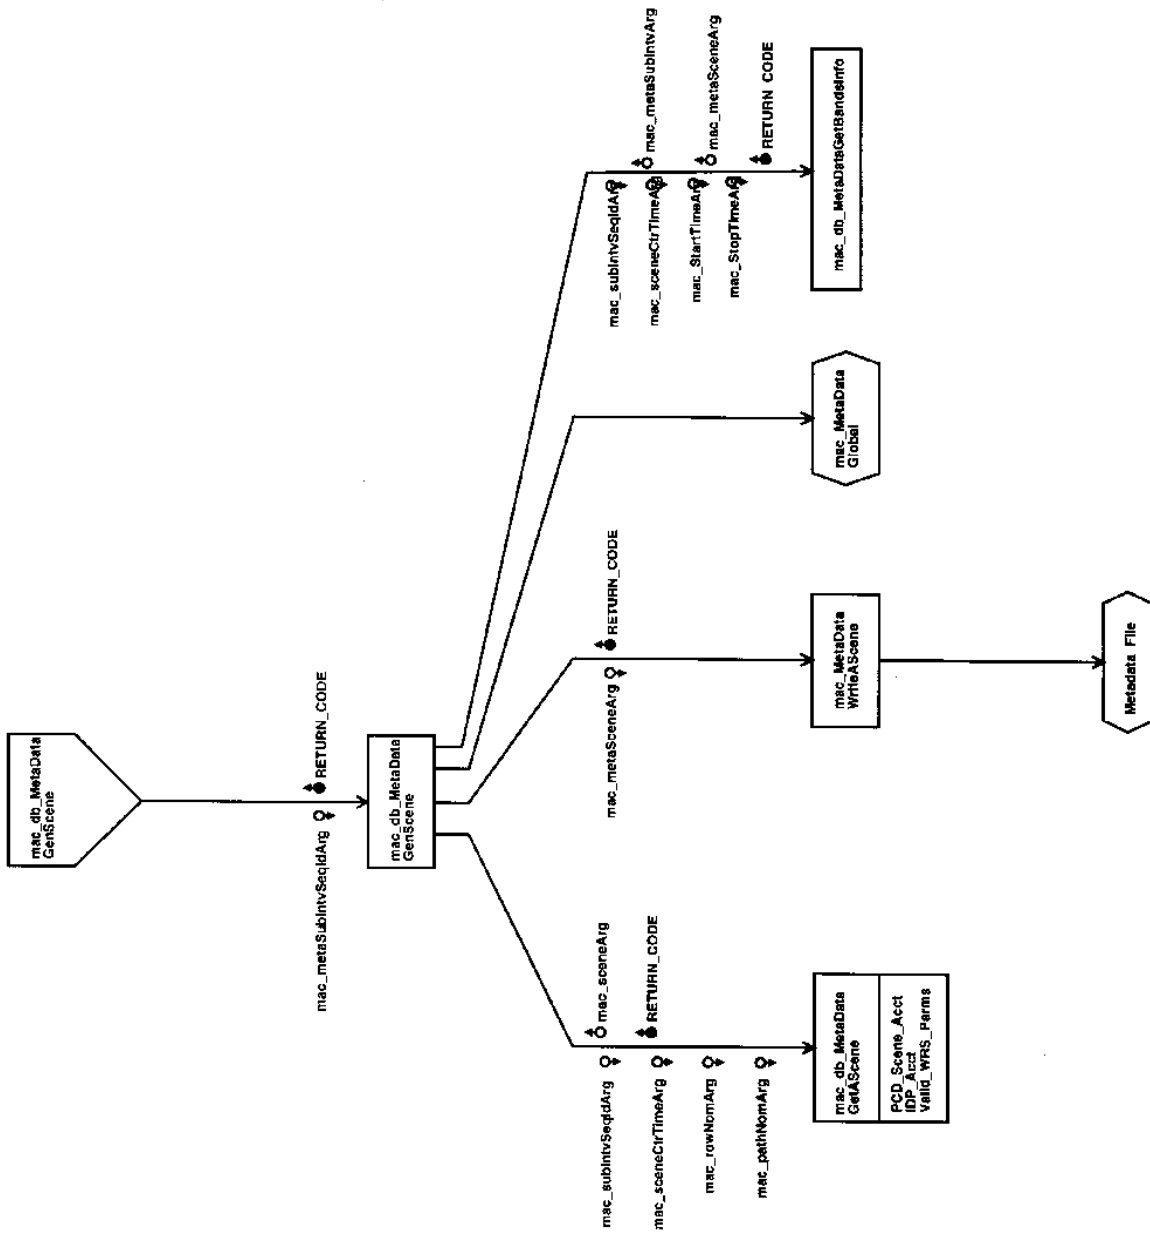 mac_db_MetaData
GenScene
mac_metaSubIntvSeqIdArg
RETURN_CODE
mac_db_MetaData
GenScene
mac_subIntvSeqIdArg
mac_sceneArg
mac_sceneCtrTimeArg
RETURN_CODE
mac_rowNomArg
mac_pathNomArg
mac_db_MetaData
GetAScene
PCD_Scene_Acct
IDP_Acct
Valid_WRS_Parms
mac_metaSceneArg
RETURN_CODE
mac_MetaData
WriteAScene
Metadata File
mac_MetaData
Global
mac_subIntvSeqIdArg
mac_metaSubIntvArg
mac_sceneCtrTimeArg
mac_StartTimeArg
mac_metaSceneArg
mac_StopTimeArg
RETURN CODE
mac_db_MetaDataGetBandsInfo